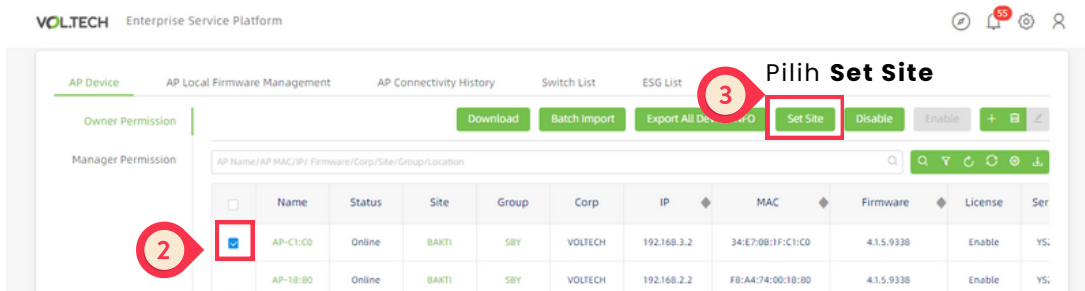 VOLTECH Enterprise Service Platform 55
AP Device AP Local Firmware Management AP Connectivity History Switch List ESG List
Pilih Set Site
3
Owner Permission Download Batch Import Export All De INFO Set Site Disable Enable
Manager Permission AP Name/AP MAC/IP/ Firmware/Corp/Site/Group/Location
Name Status Site Group Corp IP MAC Firmware License Ser
2
AP-C1:C0 Online BAKTI SBY VOLTECH 192.168.3.2 34:E7:0B:1F:C1:C0 4.1.5.9338 Enable YS2
AP-18:80 Online BAKTI SBY VOLTECH 192.168.2.2 F8:A4:74:00:18:80 4.1.5.9338 Enable YS2